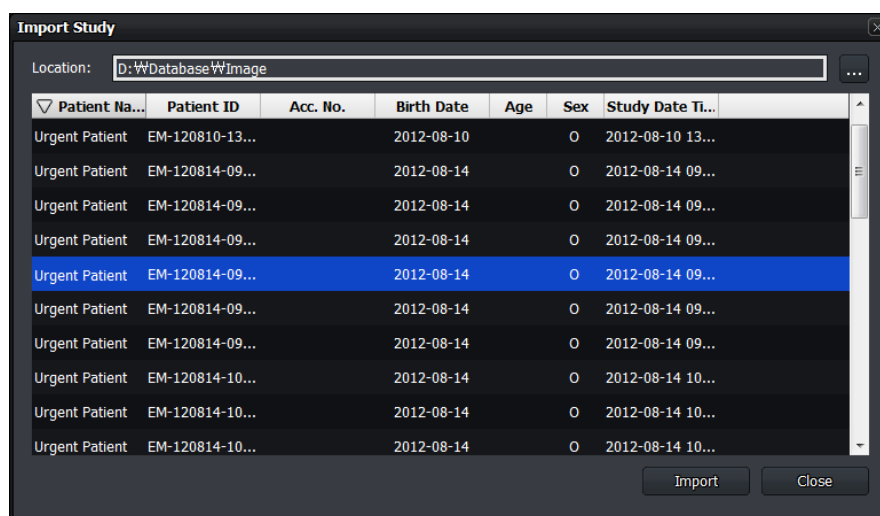 Import Study
Location: D:₩Database₩Image ...
Patient Na... Patient ID Acc. No. Birth Date Age Sex Study Date Ti...
Urgent Patient EM-120810-13... 2012-08-10 O 2012-08-10 13...
Urgent Patient EM-120814-09... 2012-08-14 O 2012-08-14 09...
Urgent Patient EM-120814-09... 2012-08-14 O 2012-08-14 09...
Urgent Patient EM-120814-09... 2012-08-14 O 2012-08-14 09...
Urgent Patient EM-120814-09... 2012-08-14 O 2012-08-14 09...
Urgent Patient EM-120814-09... 2012-08-14 O 2012-08-14 09...
Urgent Patient EM-120814-09... 2012-08-14 O 2012-08-14 09...
Urgent Patient EM-120814-10... 2012-08-14 O 2012-08-14 10...
Urgent Patient EM-120814-10... 2012-08-14 O 2012-08-14 10...
Urgent Patient EM-120814-10... 2012-08-14 O 2012-08-14 10...
Import Close